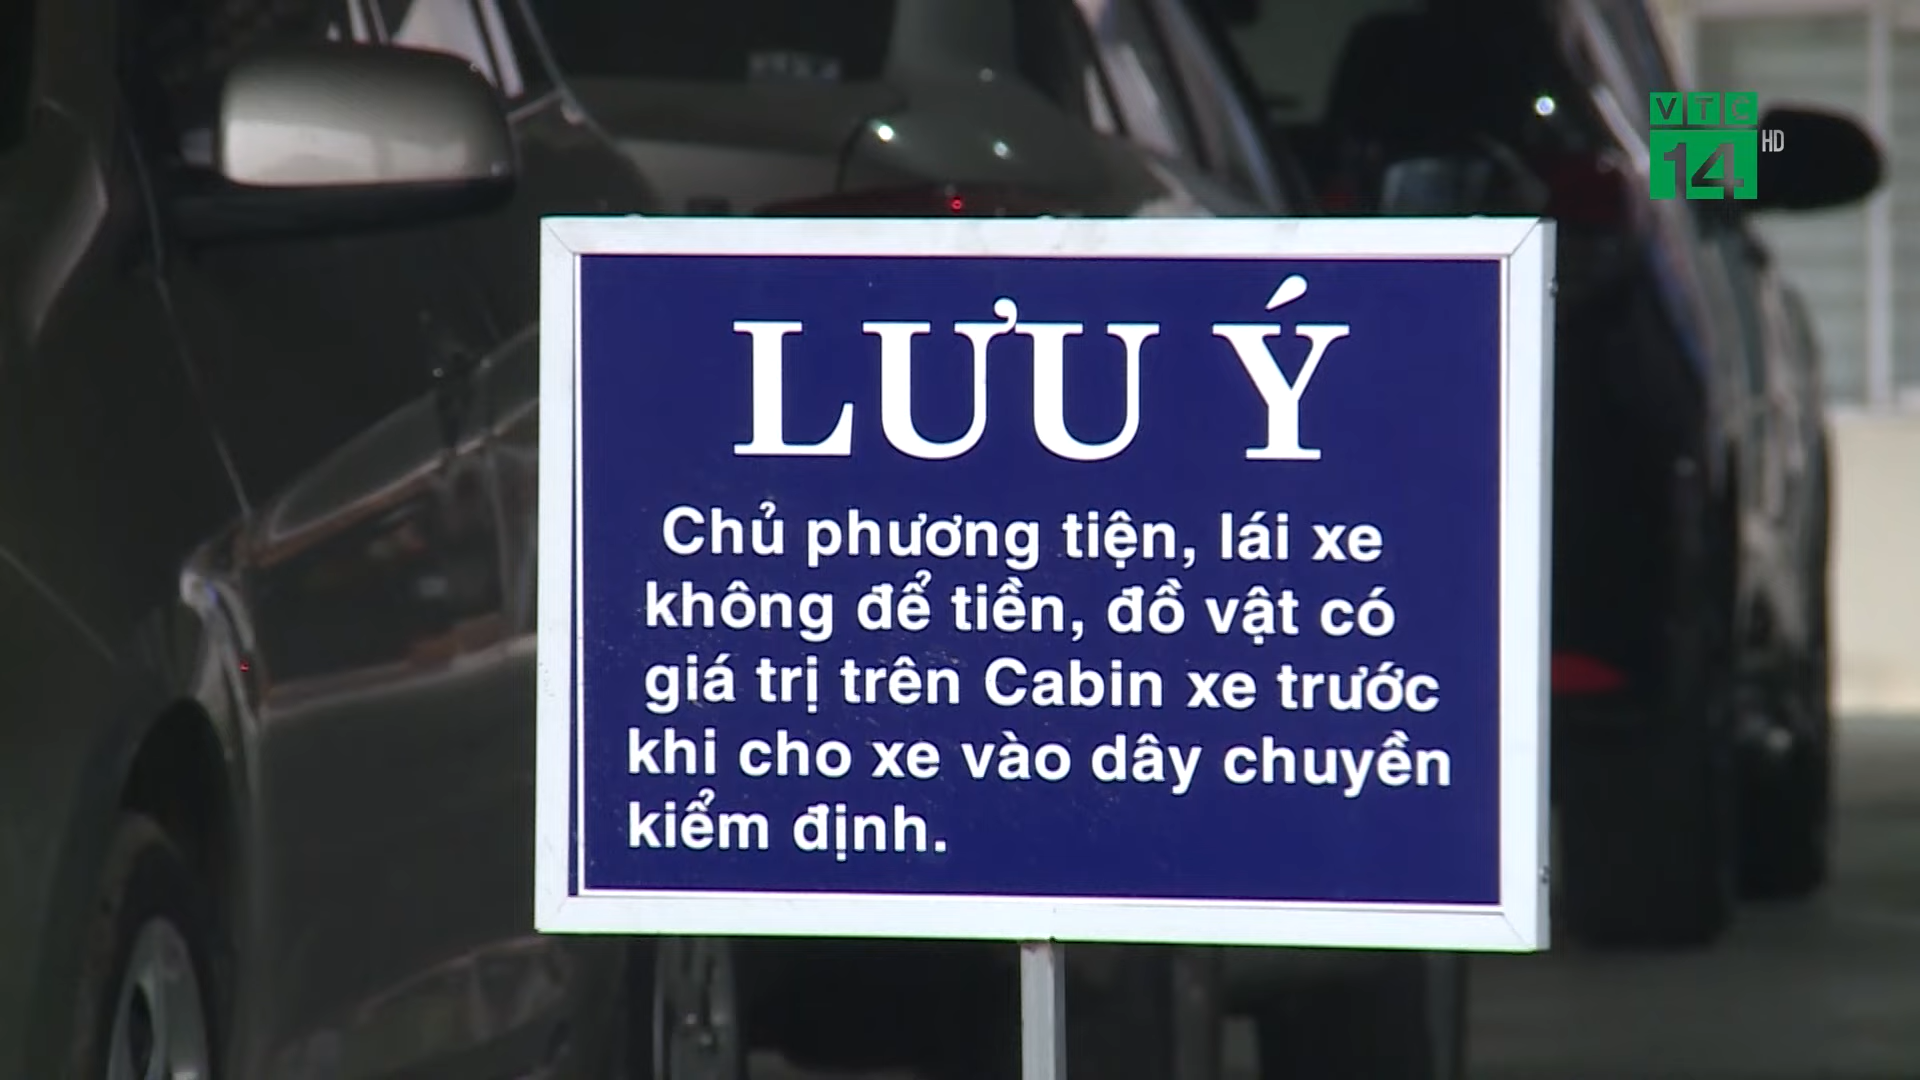 VTC
14 HD
LƯU Ý
Chủ phương tiện, lái xe
không để tiền, đồ vật có
giá trị trên Cabin xe trước
khi cho xe vào dây chuyền
kiểm định.